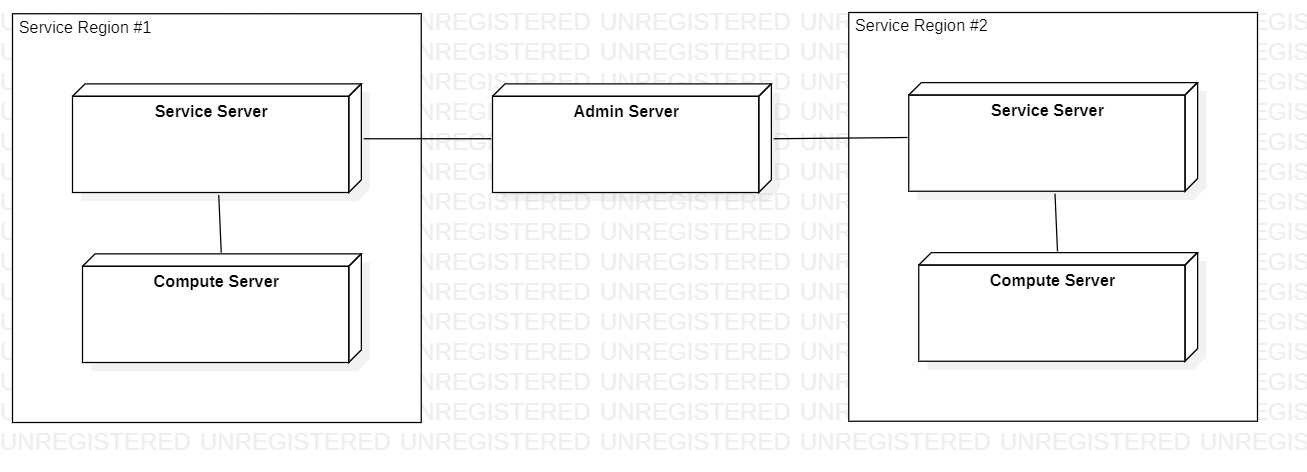 Service Region #1
Service Region #2
Service Server
Admin Server
Service Server
Compute Server
Compute Server
UNREGISTERED UNREGISTERED UNREGISTERED UNREGISTERED UNREGISTERED UNREGISTERED